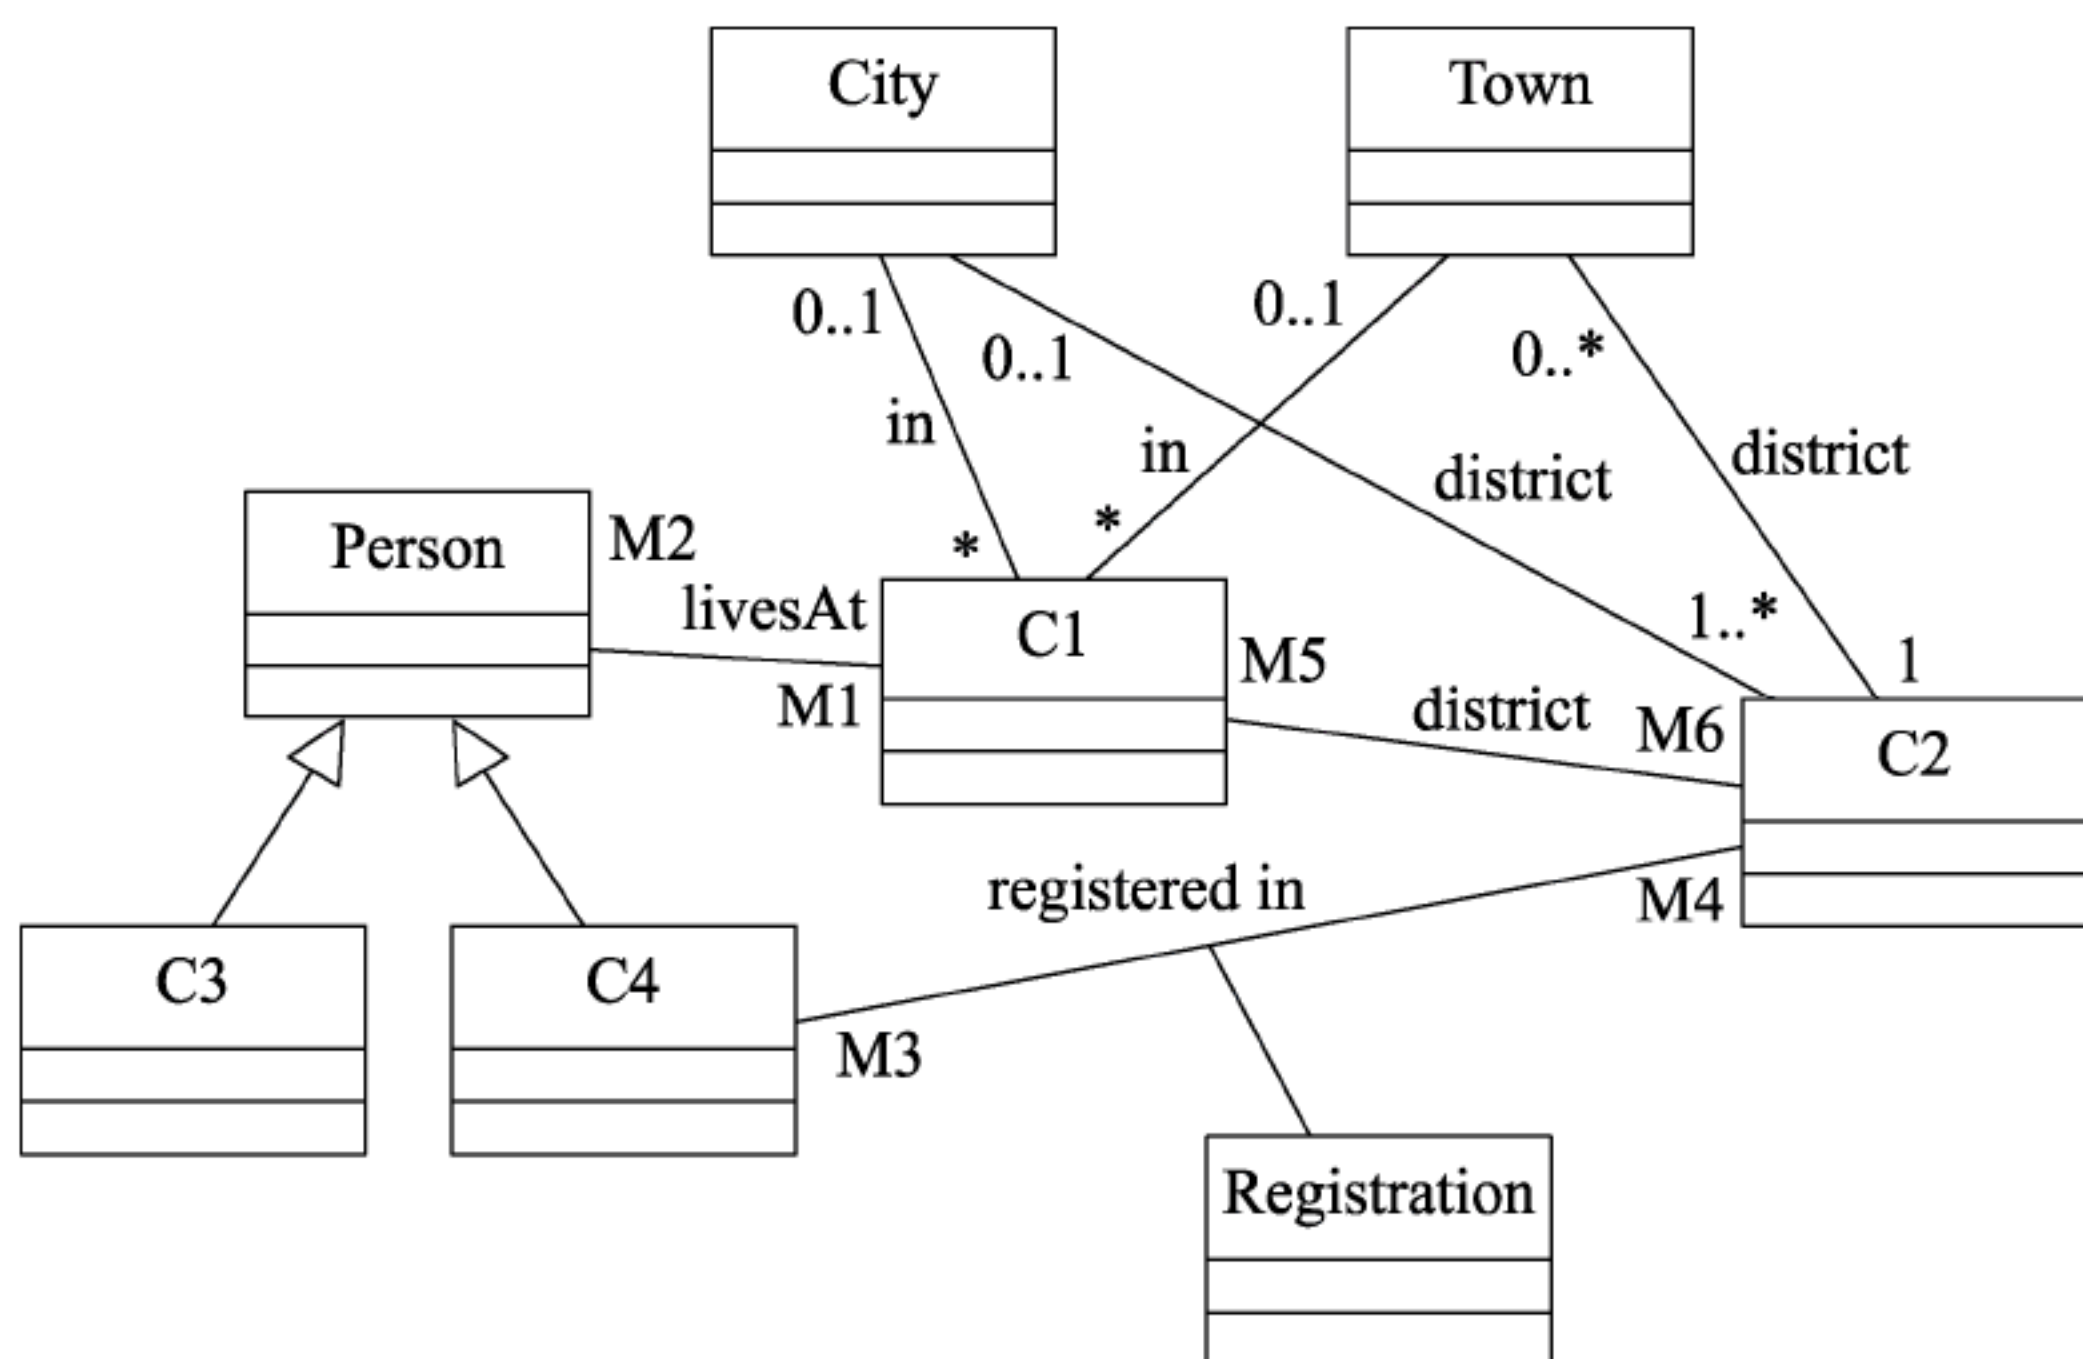 City
Town
0..1
0..1
0..1
0..*
in
in
district
district
Person
M2
livesAt
*
*
C1
M1
M5
district
1..*
1
M6
C2
registered in
M4
C3
C4
M3
Registration